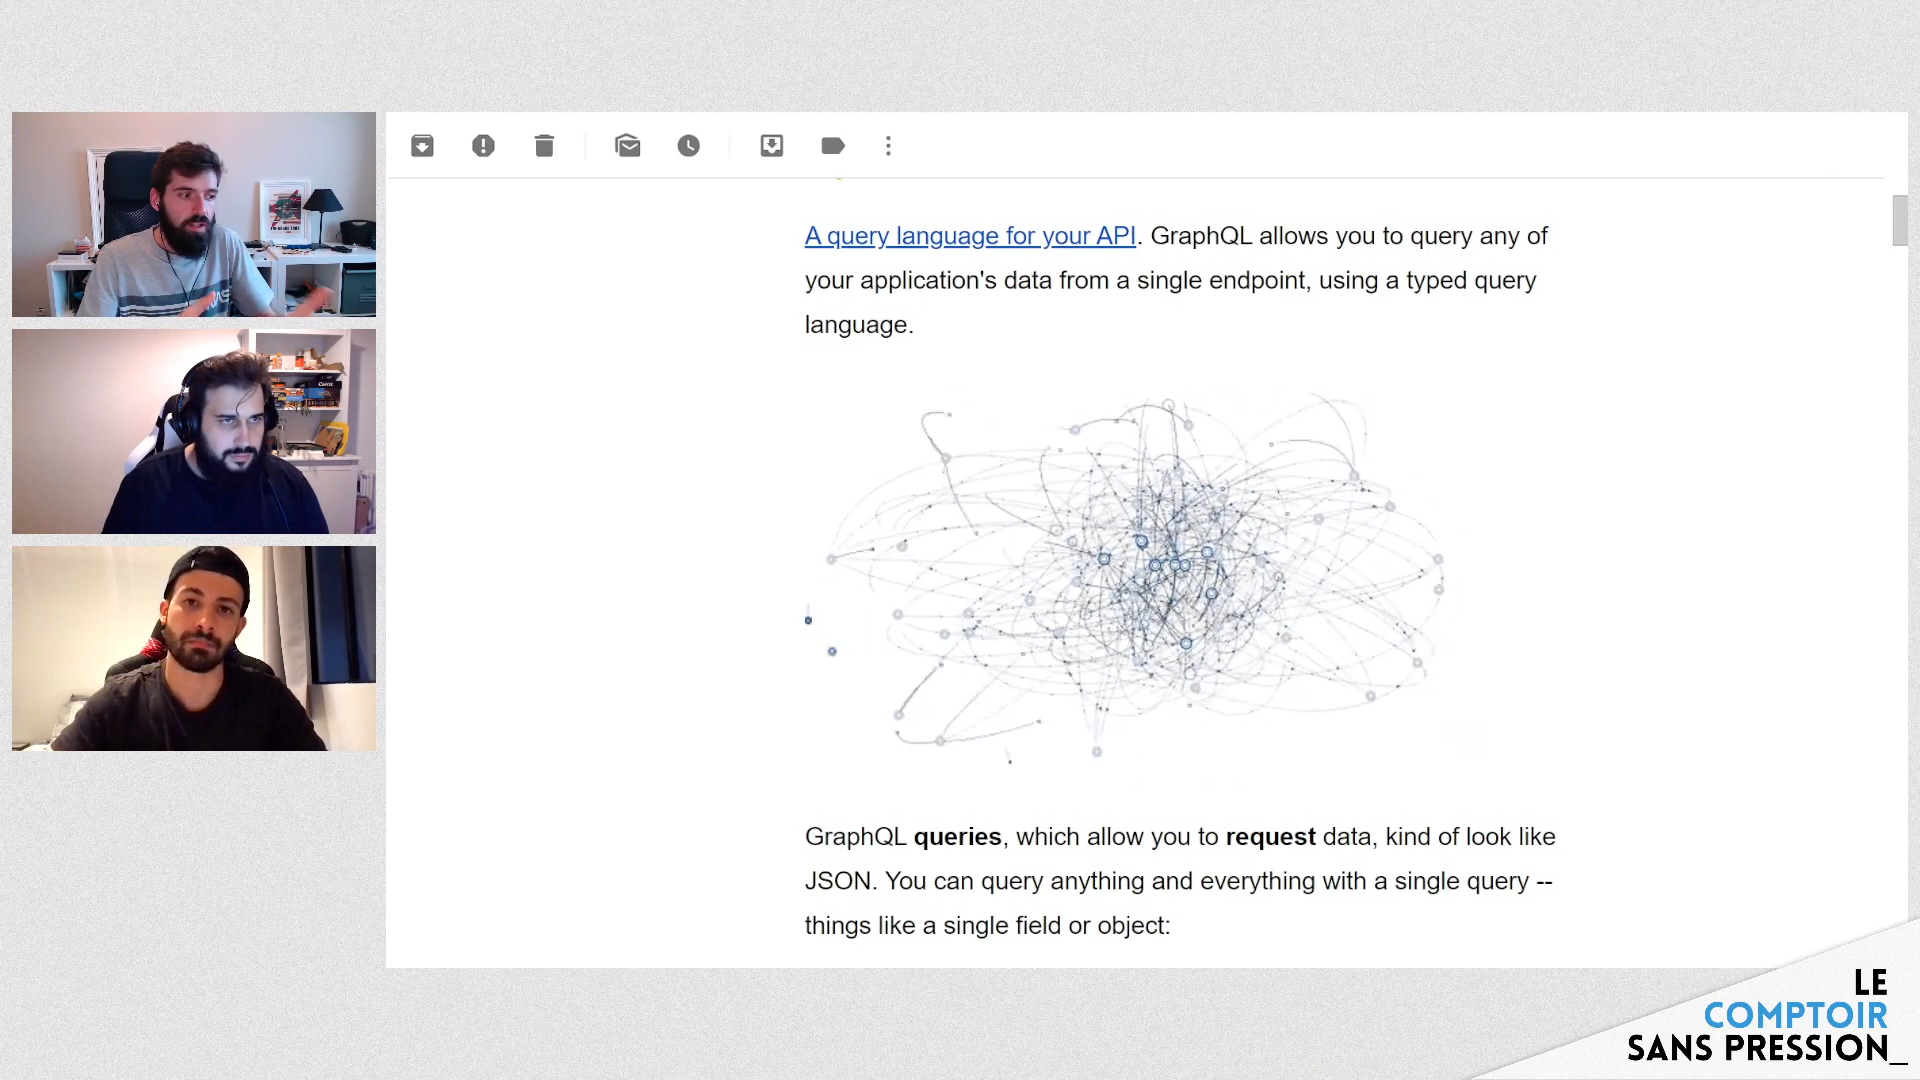 A query language for your API. GraphQL allows you to query any of
your application's data from a single endpoint, using a typed query
language.
GraphQL queries, which allow you to request data, kind of look like
JSON. You can query anything and everything with a single query --
things like a single field or object:
LE
COMPTOIR
SANS PRESSION_